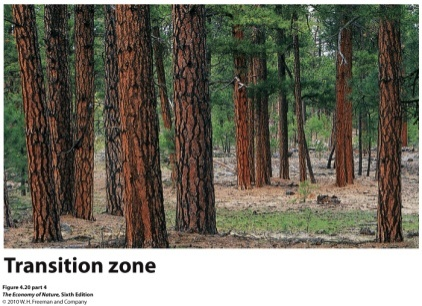 Transition zone
Figure 4.20 part 4
The Economy of Nature, Sixth Edition
© 2010 W. H. Freeman and Company